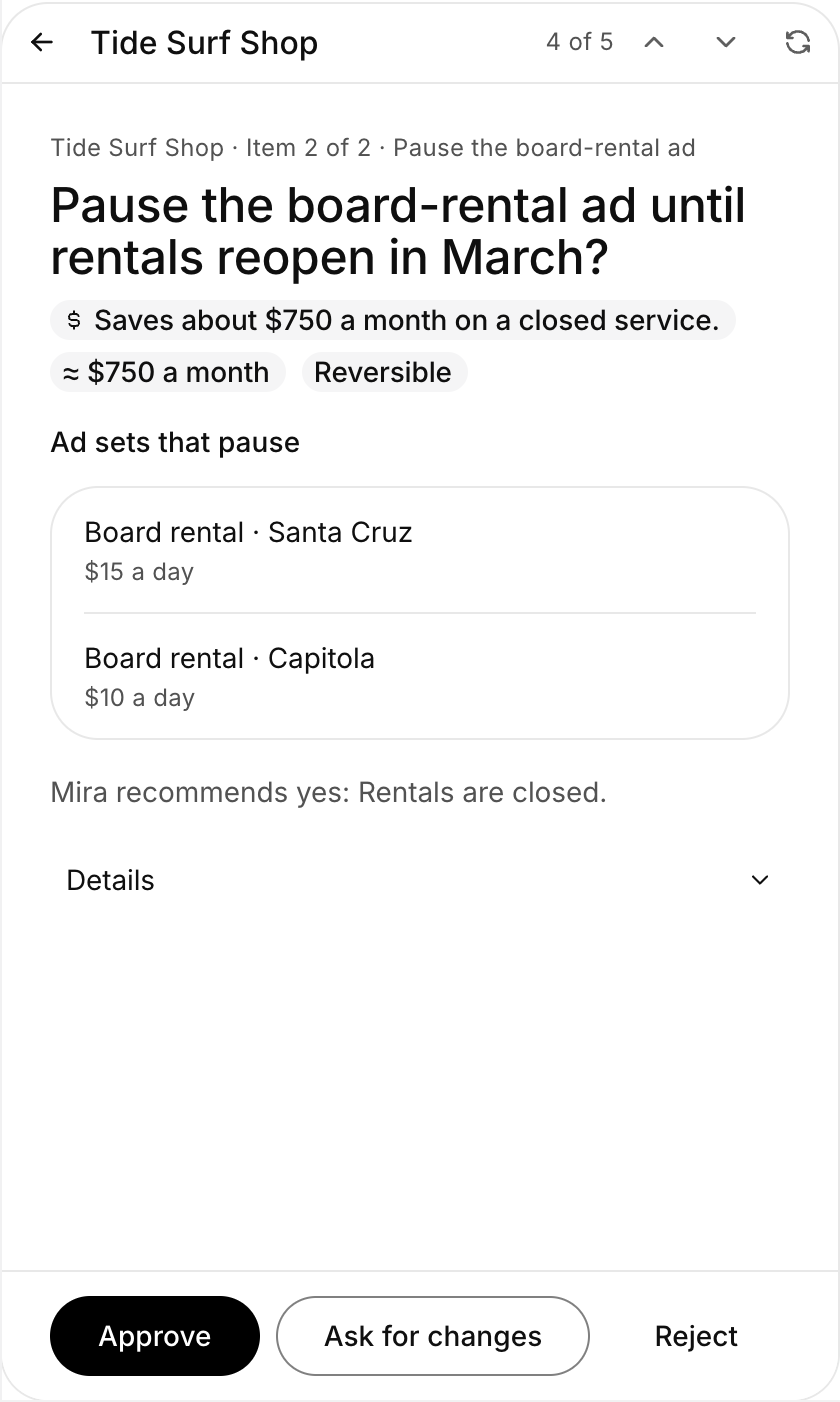 Tide Surf Shop
4 of 5
Tide Surf Shop · Item 2 of 2 · Pause the board-rental ad
Pause the board-rental ad until
rentals reopen in March?
$ Saves about $750 a month on a closed service.
≈ $750 a month
Reversible
Ad sets that pause
Board rental · Santa Cruz
$15 a day
Board rental · Capitola
$10 a day
Mira recommends yes: Rentals are closed.
Details
Approve
Ask for changes
Reject